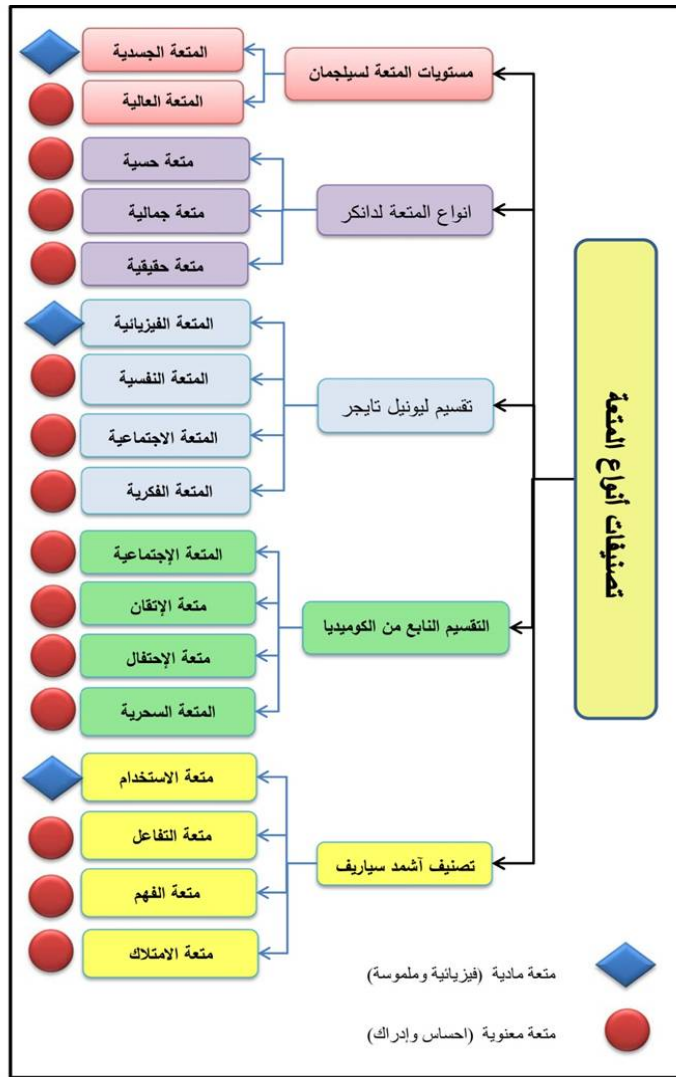 تصنيفات أنواع المتعة
مستويات المتعة لسيلجمان
المتعة الجسدية
المتعة العالية
انواع المتعة لدانكر
متعة حسية
متعة جمالية
متعة حقيقية
تقسيم ليونيل تايجر
المتعة الفيزيائية
المتعة النفسية
المتعة الاجتماعية
المتعة الفكرية
التقسيم النابع من الكوميديا
المتعة الإجتماعية
متعة الإتقان
متعة الإحتفال
المتعة السحرية
تصنيف آشمد سياريف
متعة الاستخدام
متعة التفاعل
متعة الفهم
متعة الامتلاك
متعة مادية (فيزيائية وملموسة)
متعة معنوية (احساس وإدراك)